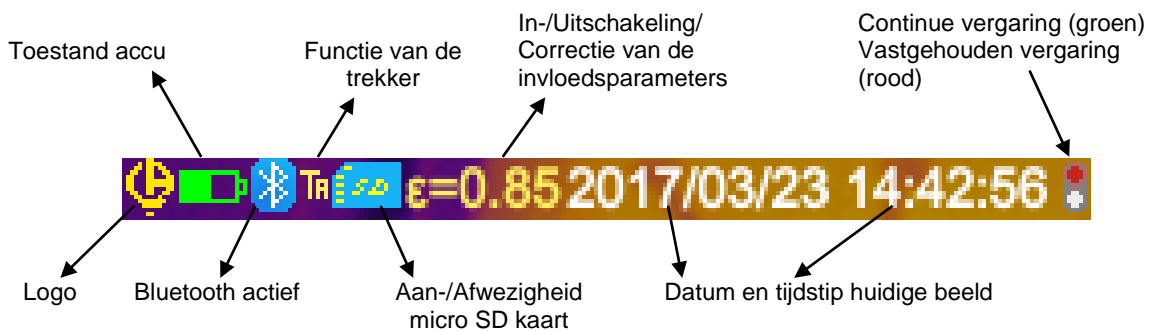 In-/Uitschakeling/
Correctie van de
invloedsparameters
Continue vergaring (groen)
Vastgehouden vergaring
(rood)
Toestand accu
Functie van de
trekker
TA SD ε=0.85 2017/03/23 14:42:56
Logo
Bluetooth actief
Aan-/Afwezigheid
micro SD kaart
Datum en tijdstip huidige beeld